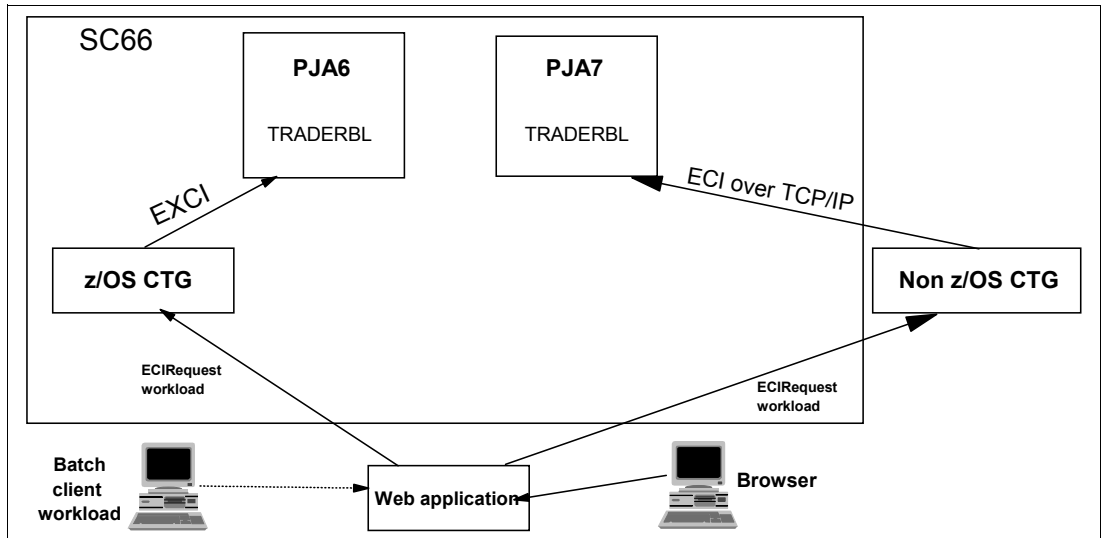 SC66
PJA6
TRADERBL
PJA7
TRADERBL
EXCI
ECI over TCP/IP
z/OS CTG
Non z/OS CTG
ECIRequest
workload
ECIRequest
workload
Batch
client
workload
Web application
Browser